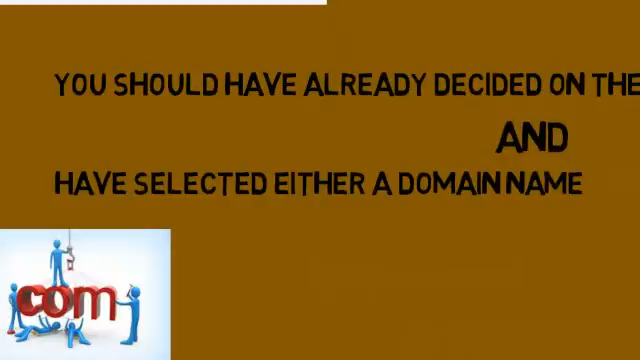 YOU SHOULD HAVE ALREADY DECIDED ON THE
AND
HAVE SELECTED EITHER A DOMAIN NAME
com